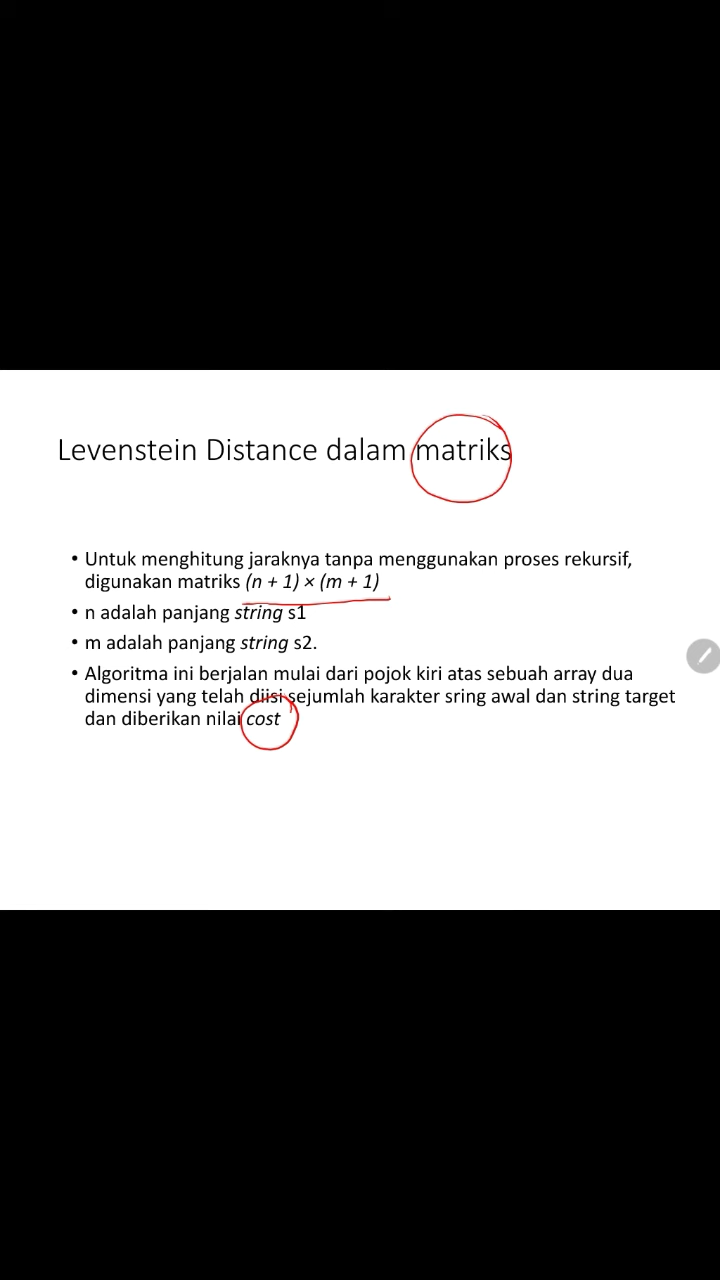 Levenstein Distance dalam matriks
• Untuk menghitung jaraknya tanpa menggunakan proses rekursif,
digunakan matriks (n + 1) × (m + 1)
• n adalah panjang string s1
• m adalah panjang string s2.
• Algoritma ini berjalan mulai dari pojok kiri atas sebuah array dua
dimensi yang telah diisi sejumlah karakter sring awal dan string target
dan diberikan nilai cost